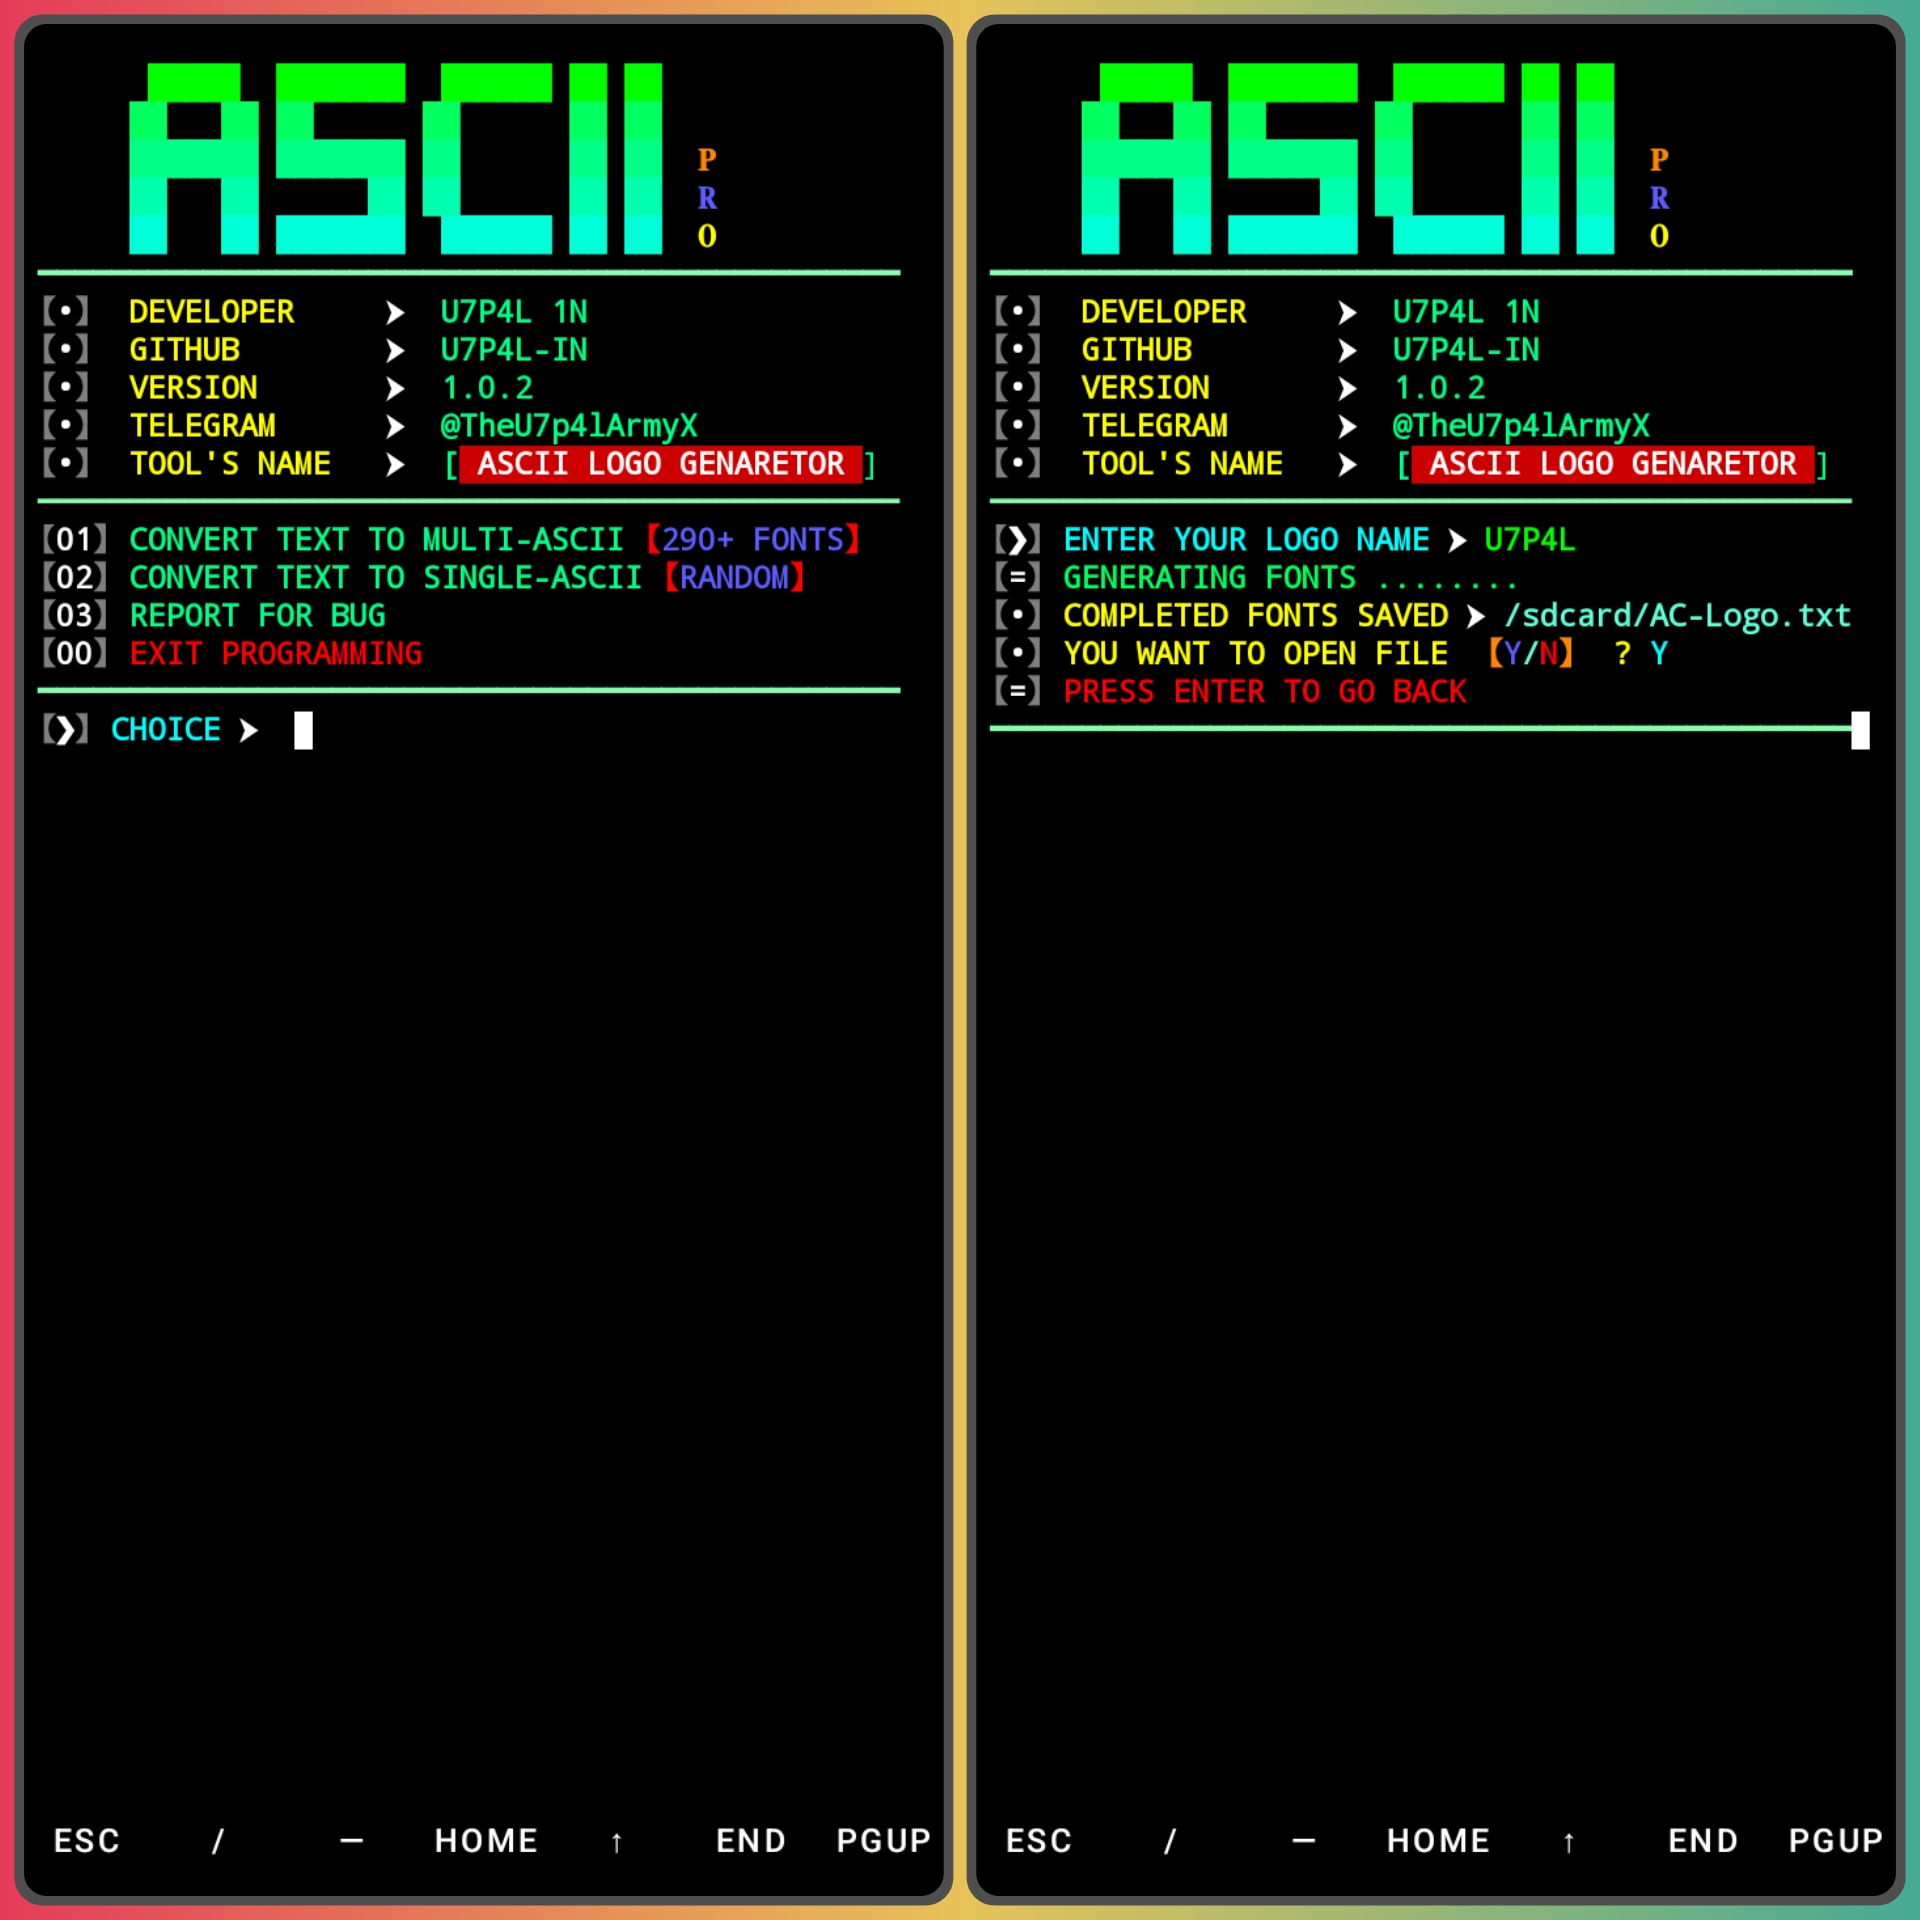 ASCII
P
R
O
【•】 DEVELOPER ➤ U7P4L 1N
【•】 GITHUB ➤ U7P4L-IN
【•】 VERSION ➤ 1.0.2
【•】 TELEGRAM ➤ @TheU7p4lArmyX
【•】 TOOL'S NAME ➤ [ ASCII LOGO GENARETOR ]
【01】 CONVERT TEXT TO MULTI-ASCII 【290+ FONTS】
【02】 CONVERT TEXT TO SINGLE-ASCII 【RANDOM】
【03】 REPORT FOR BUG
【00】 EXIT PROGRAMMING
【❯】 CHOICE ➤
ESC / — HOME ↑ END PGUP
ASCII
P
R
O
【•】 DEVELOPER ➤ U7P4L 1N
【•】 GITHUB ➤ U7P4L-IN
【•】 VERSION ➤ 1.0.2
【•】 TELEGRAM ➤ @TheU7p4lArmyX
【•】 TOOL'S NAME ➤ [ ASCII LOGO GENARETOR ]
【❯】 ENTER YOUR LOGO NAME ➤ U7P4L
【=】 GENERATING FONTS ........
【•】 COMPLETED FONTS SAVED ➤ /sdcard/AC-Logo.txt
【•】 YOU WANT TO OPEN FILE 【Y/N】 ? Y
【=】 PRESS ENTER TO GO BACK
ESC / — HOME ↑ END PGUP